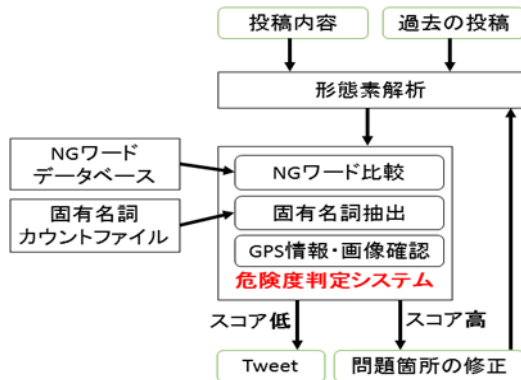 投稿内容
過去の投稿
形態素解析
NGワード
データベース
NGワード比較
固有名詞
カウントファイル
固有名詞抽出
GPS情報・画像確認
危険度判定システム
スコア低
スコア高
Tweet
問題箇所の修正